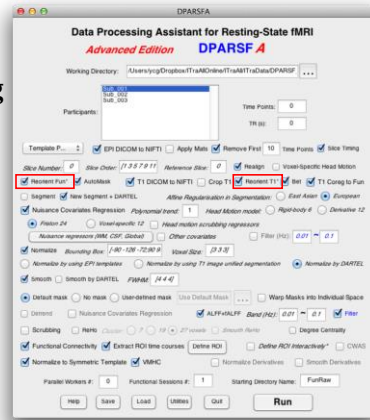 g
DPARSFA
Data Processing Assistant for Resting-State fMRI
Advanced Edition DPARSF A
Working Directory: /Users/ycg/Dropbox/ITraAllOnline/ITraAll/ITraData/DPARSF ...
Participants:
Sub_001
Sub_002
Sub_003
Time Points: 0
TR (s): 0
Template P... EPI DICOM to NIFTI Apply Mats Remove First 10 Time Points Slice Timing
Slice Number: 0 Slice Order: [1 3 5 7 9 11 Reference Slice: 0 Realign Voxel-Specific Head Motion
Reorient Fun* AutoMask T1 DICOM to NIFTI Crop T1 Reorient T1* Bet T1 Coreg to Fun
Segment New Segment + DARTEL Affine Regularisation in Segmentation: East Asian European
Nuisance Covariates Regression Polynomial trend: 1 Head Motion model: Rigid-body 6 Derivative 12
Friston 24 Voxel-specific 12 Head motion scrubbing regressors
Nuisance regressors (WM, CSF, Global) Other covariates Filter (Hz): 0.01 ~ 0.1
Normalize Bounding Box: [-90 -126 -72;90 9 Voxel Size: [3 3 3]
Normalize by using EPI templates Normalize by using T1 image unified segmentation Normalize by DARTEL
Smooth Smooth by DARTEL FWHM: [4 4 4]
Default mask No mask User-defined mask Use Default Mask ... Warp Masks into Individual Space
Detrend Nuisance Covariates Regression ALFF+fALFF Band (Hz): 0.01 ~ 0.1 Filter
Scrubbing ReHo Cluster 7 19 27 voxels Smooth ReHo Degree Centrality
Functional Connectivity Extract ROI time courses Define ROI Define ROI Interactively* CWAS
Normalize to Symmetric Template VMHC Normalize Derivatives Smooth Derivatives
Parallel Workers #: 0 Functional Sessions #: 1 Starting Directory Name: FunRaw
Help Save Load Utilities Quit Run